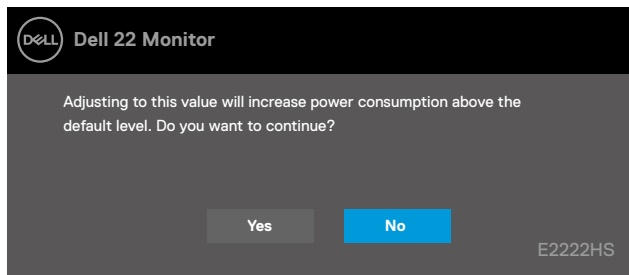 DELL
Dell 22 Monitor
Adjusting to this value will increase power consumption above the
default level. Do you want to continue?
Yes
No
E2222HS